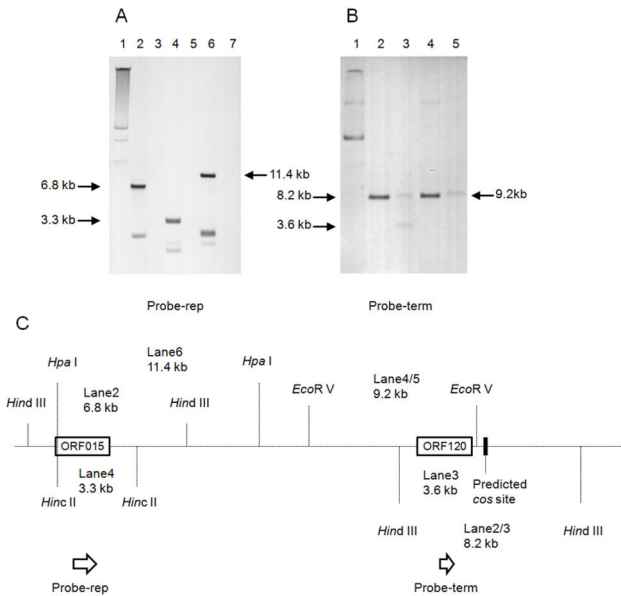 A
B
1 2 3 4 5 6 7
1 2 3 4 5
6.8 kb
11.4 kb
8.2 kb
9.2kb
3.3 kb
3.6 kb
Probe-rep
Probe-term
C
Lane6
11.4 kb
Hpa I
Hpa I
Lane2
6.8 kb
Lane4/5
9.2 kb
EcoR V
EcoR V
Hind III
Hind III
ORF015
ORF120
Lane4
3.3 kb
Lane3
3.6 kb
Predicted
cos site
Hinc II
Hinc II
Hind III
Lane2/3
8.2 kb
Hind III
Probe-rep
Probe-term